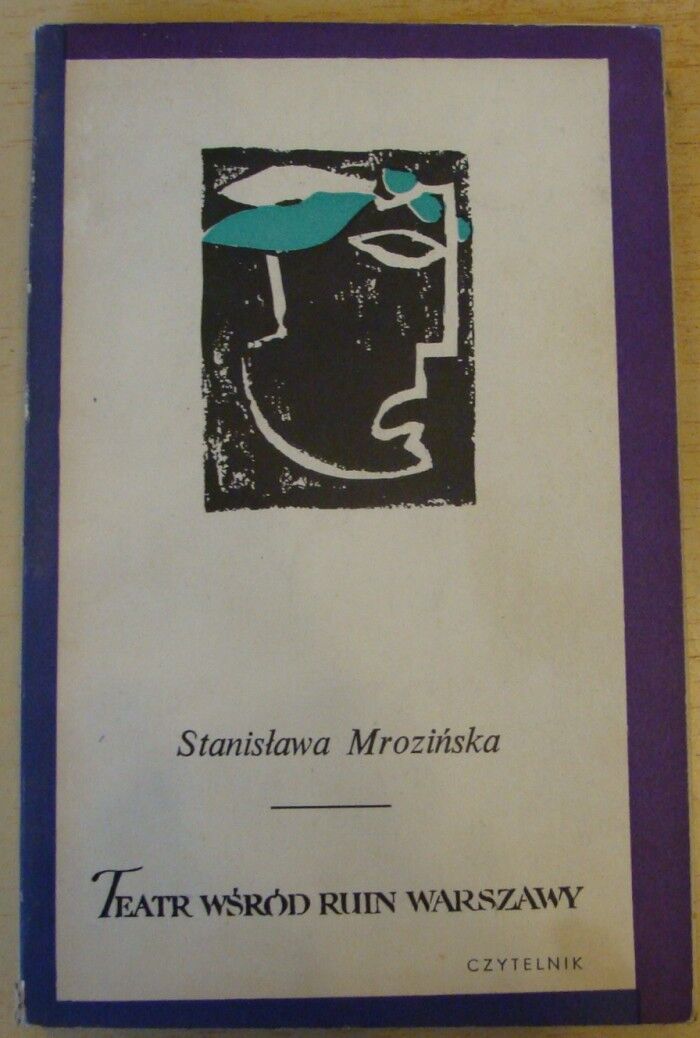 Stanisława Mrozińska
TEATR WŚRÓD RUIN WARSZAWY
CZYTELNIK